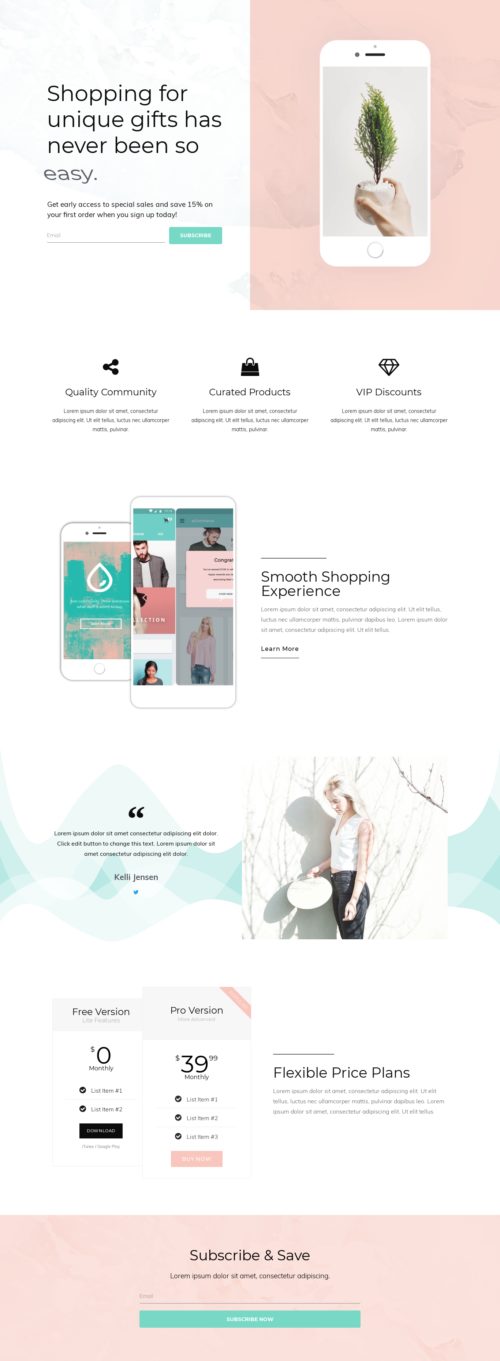 Shopping for
unique gifts has
never been so
easy.
Get early access to special sales and save 15% on
your first order when you sign up today!
Email
SUBSCRIBE
Quality Community
Curated Products
VIP Discounts
Lorem ipsum dolor sit amet, consectetur
adipiscing elit. Ut elit tellus, luctus nec ullamcorper
mattis, pulvinar.
Lorem ipsum dolor sit amet, consectetur
adipiscing elit. Ut elit tellus, luctus nec ullamcorper
mattis, pulvinar.
Lorem ipsum dolor sit amet, consectetur
adipiscing elit. Ut elit tellus, luctus nec ullamcorper
mattis, pulvinar.
Smooth Shopping
Experience
Lorem ipsum dolor sit amet, consectetur adipiscing elit. Ut elit tellus,
luctus nec ullamcorper mattis, pulvinar dapibus leo. Lorem ipsum dolor
sit amet, consectetur adipiscing elit. Ut elit tellus.
Learn More
“
Lorem ipsum dolor sit amet consectetur adipiscing elit dolor.
Click edit button to change this text. Lorem ipsum dolor sit
amet consectetur adipiscing elit dolor.
Kelli Jensen
Free Version
Lite Features
$0
Monthly
List Item #1
List Item #2
DOWNLOAD
iTunes / Google Play
Pro Version
More Advanced
$39.99
Monthly
List Item #1
List Item #2
List Item #3
BUY NOW
Flexible Price Plans
Lorem ipsum dolor sit amet, consectetur adipiscing elit. Ut elit
tellus, luctus nec ullamcorper mattis, pulvinar dapibus leo. Lorem
ipsum dolor sit amet, consectetur adipiscing elit. Ut elit tellus
Subscribe & Save
Lorem ipsum dolor sit amet, consectetur adipiscing.
Email
SUBSCRIBE NOW